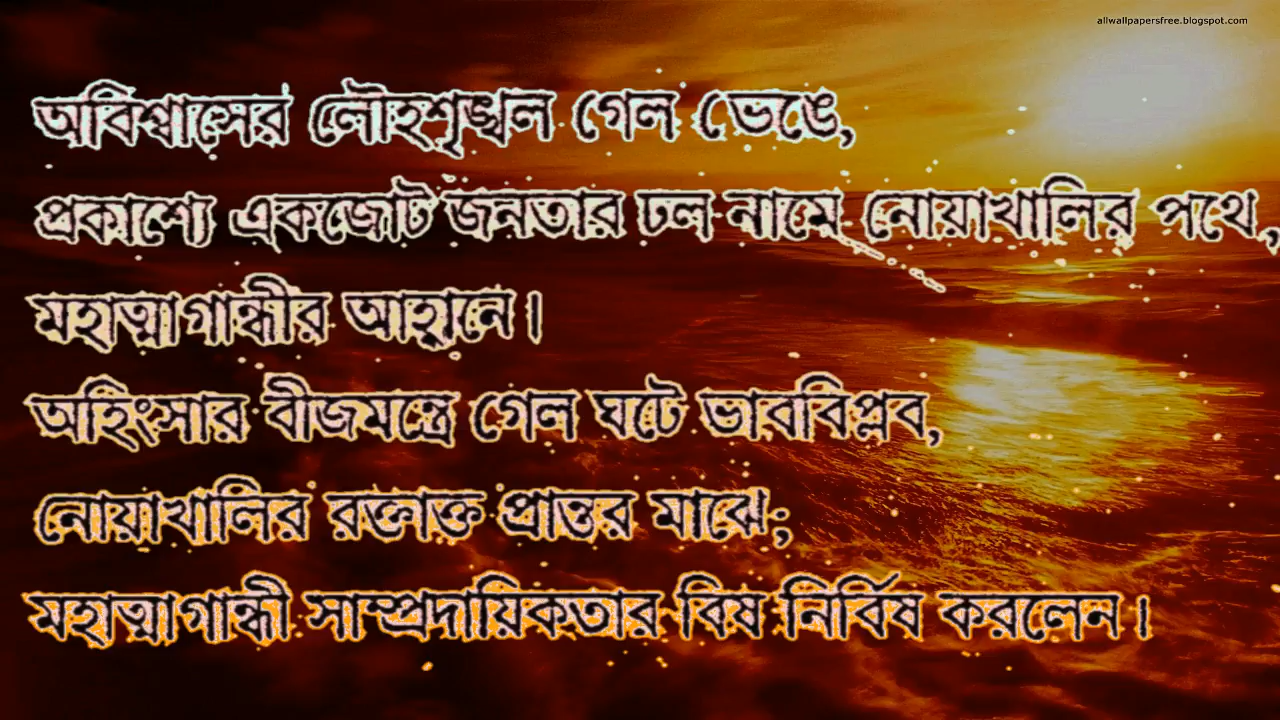 allwallpapersfree.blogspot.com
অবিশ্বাসের লৌহশৃঙ্খল গেল ভেঙে,
প্রকাশ্যে একজোট জনতার ঢল নামে নোয়াখালির পথে,
মহাত্মাগান্ধীর আহ্বানে।
অহিংসার বীজমন্ত্রে গেল ঘটে ভাববিপ্লব,
নোয়াখালির রক্তাক্ত প্রান্তর মাঝে;
মহাত্মাগান্ধী সাম্প্রদায়িকতার বিষ নির্বিষ করলেন।